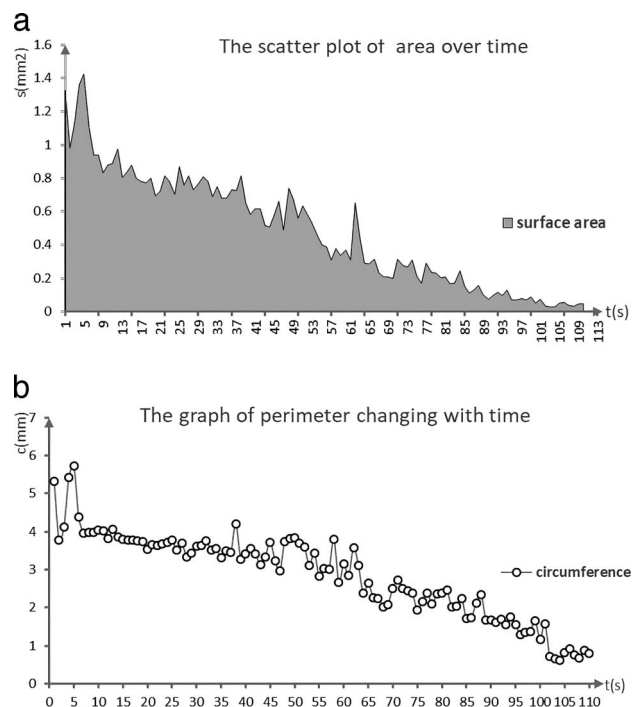 a
The scatter plot of area over time
s(mm2)
1.6
1.4
1.2
1
0.8
0.6
0.4
0.2
0
surface area
1 5 9 13 17 21 25 29 33 37 41 45 49 53 57 61 65 69 73 77 81 85 89 93 97 101 105 109 113
t(s)
b
The graph of perimeter changing with time
c(mm)
7
6
5
4
3
2
1
0
circumference
0 5 10 15 20 25 30 35 40 45 50 55 60 65 70 75 80 85 90 95 100 105 110
t(s)